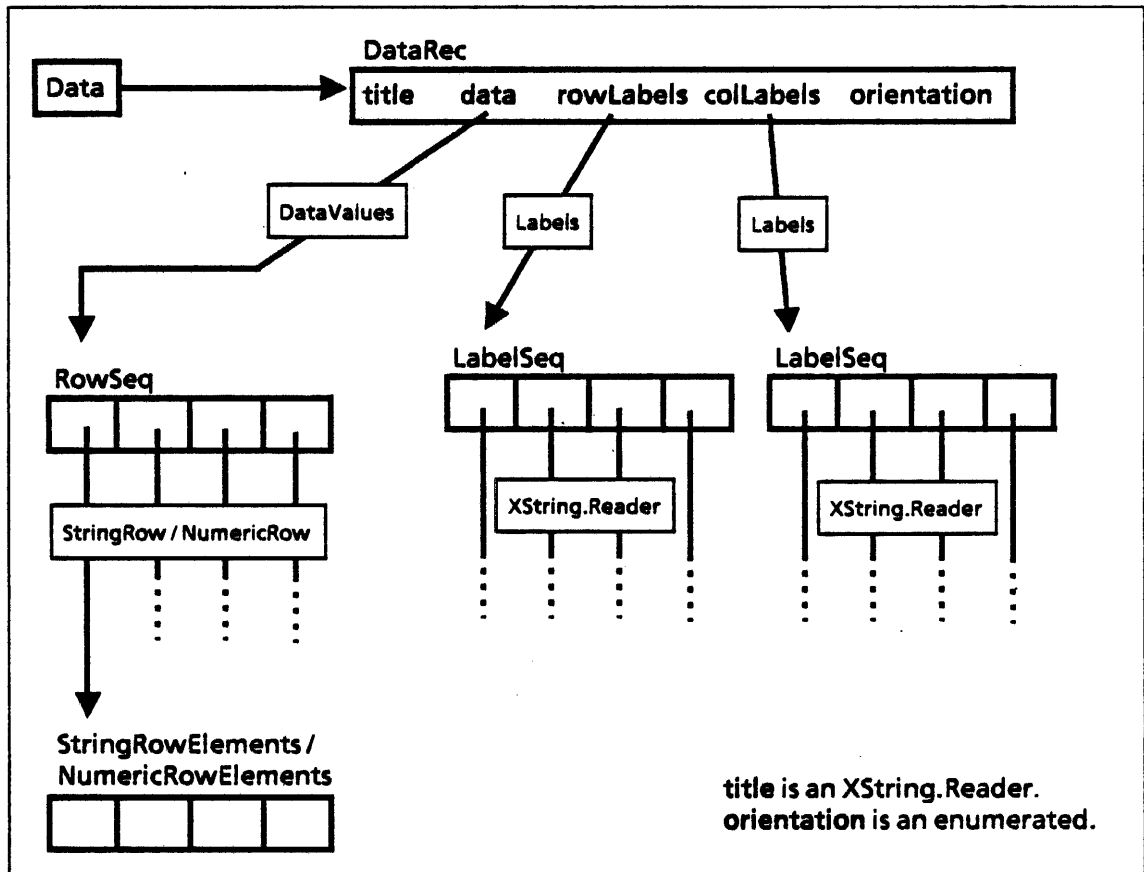 DataRec
Data
title data rowLabels colLabels orientation
DataValues
Labels
Labels
RowSeq
LabelSeq
LabelSeq
StringRow / NumericRow
XString.Reader
XString.Reader
StringRowElements /
NumericRowElements
title is an XString.Reader.
orientation is an enumerated.